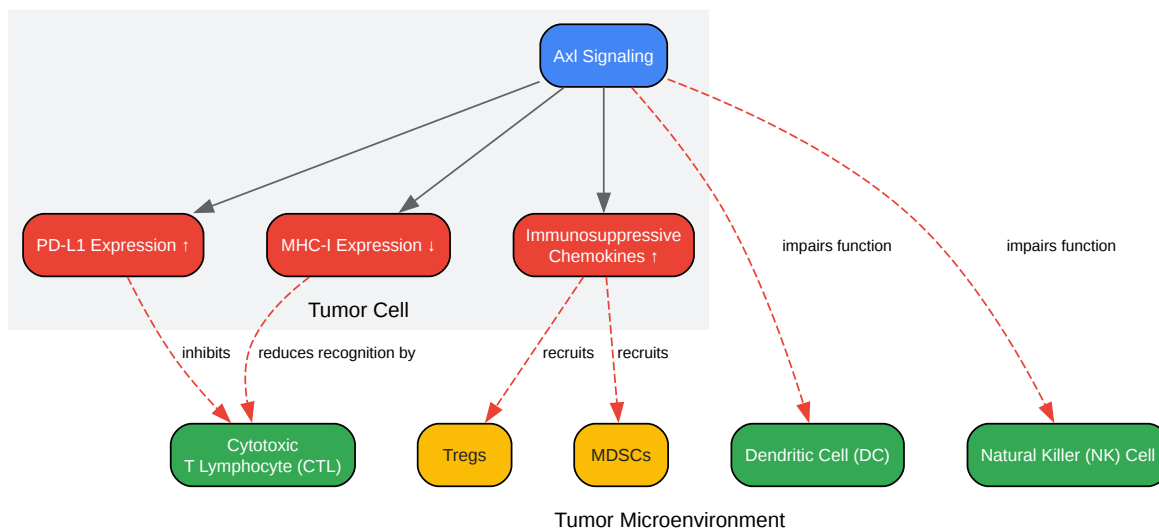 Axl Signaling
PD-L1 Expression ↑
MHC-I Expression ↓
Immunosuppressive
Chemokines ↑
impairs function
impairs function
Tumor Cell
inhibits
reduces recognition by
recruits
recruits
Cytotoxic
T Lymphocyte (CTL)
Tregs
MDSCs
Dendritic Cell (DC)
Natural Killer (NK) Cell
Tumor Microenvironment